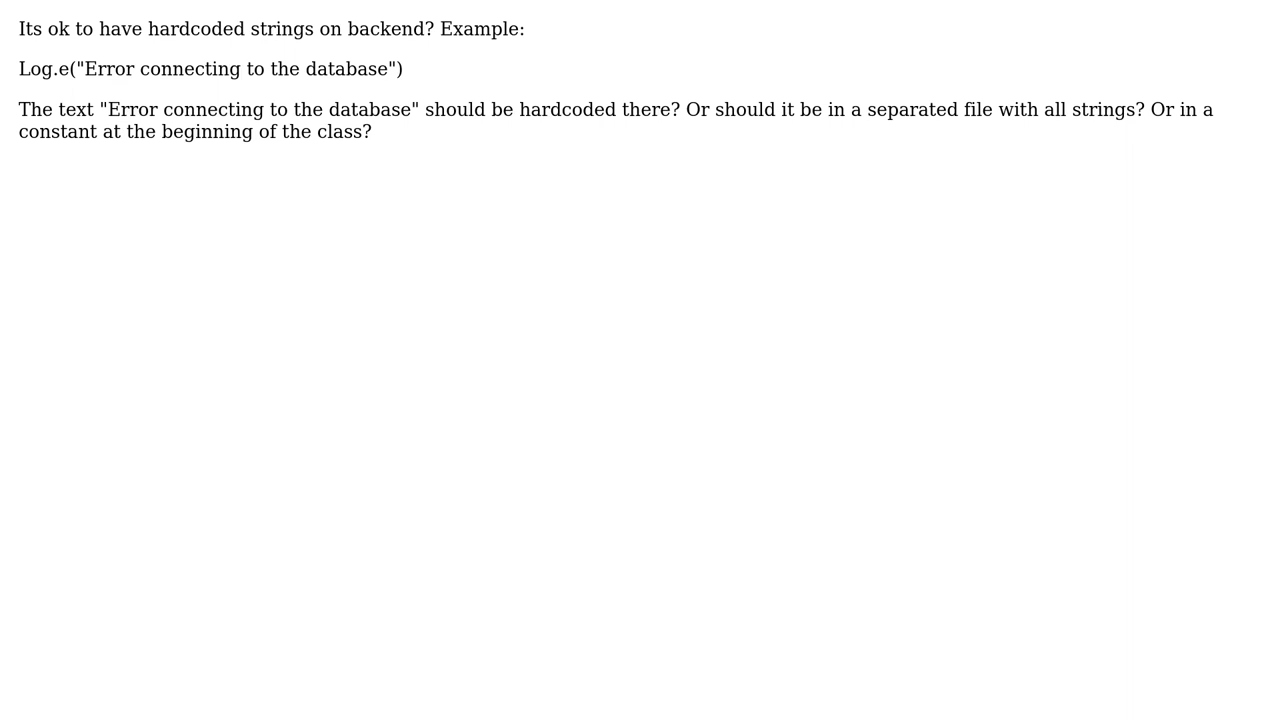 Its ok to have hardcoded strings on backend? Example:
Log.e("Error connecting to the database")
The text "Error connecting to the database" should be hardcoded there? Or should it be in a separated file with all strings? Or in a
constant at the beginning of the class?